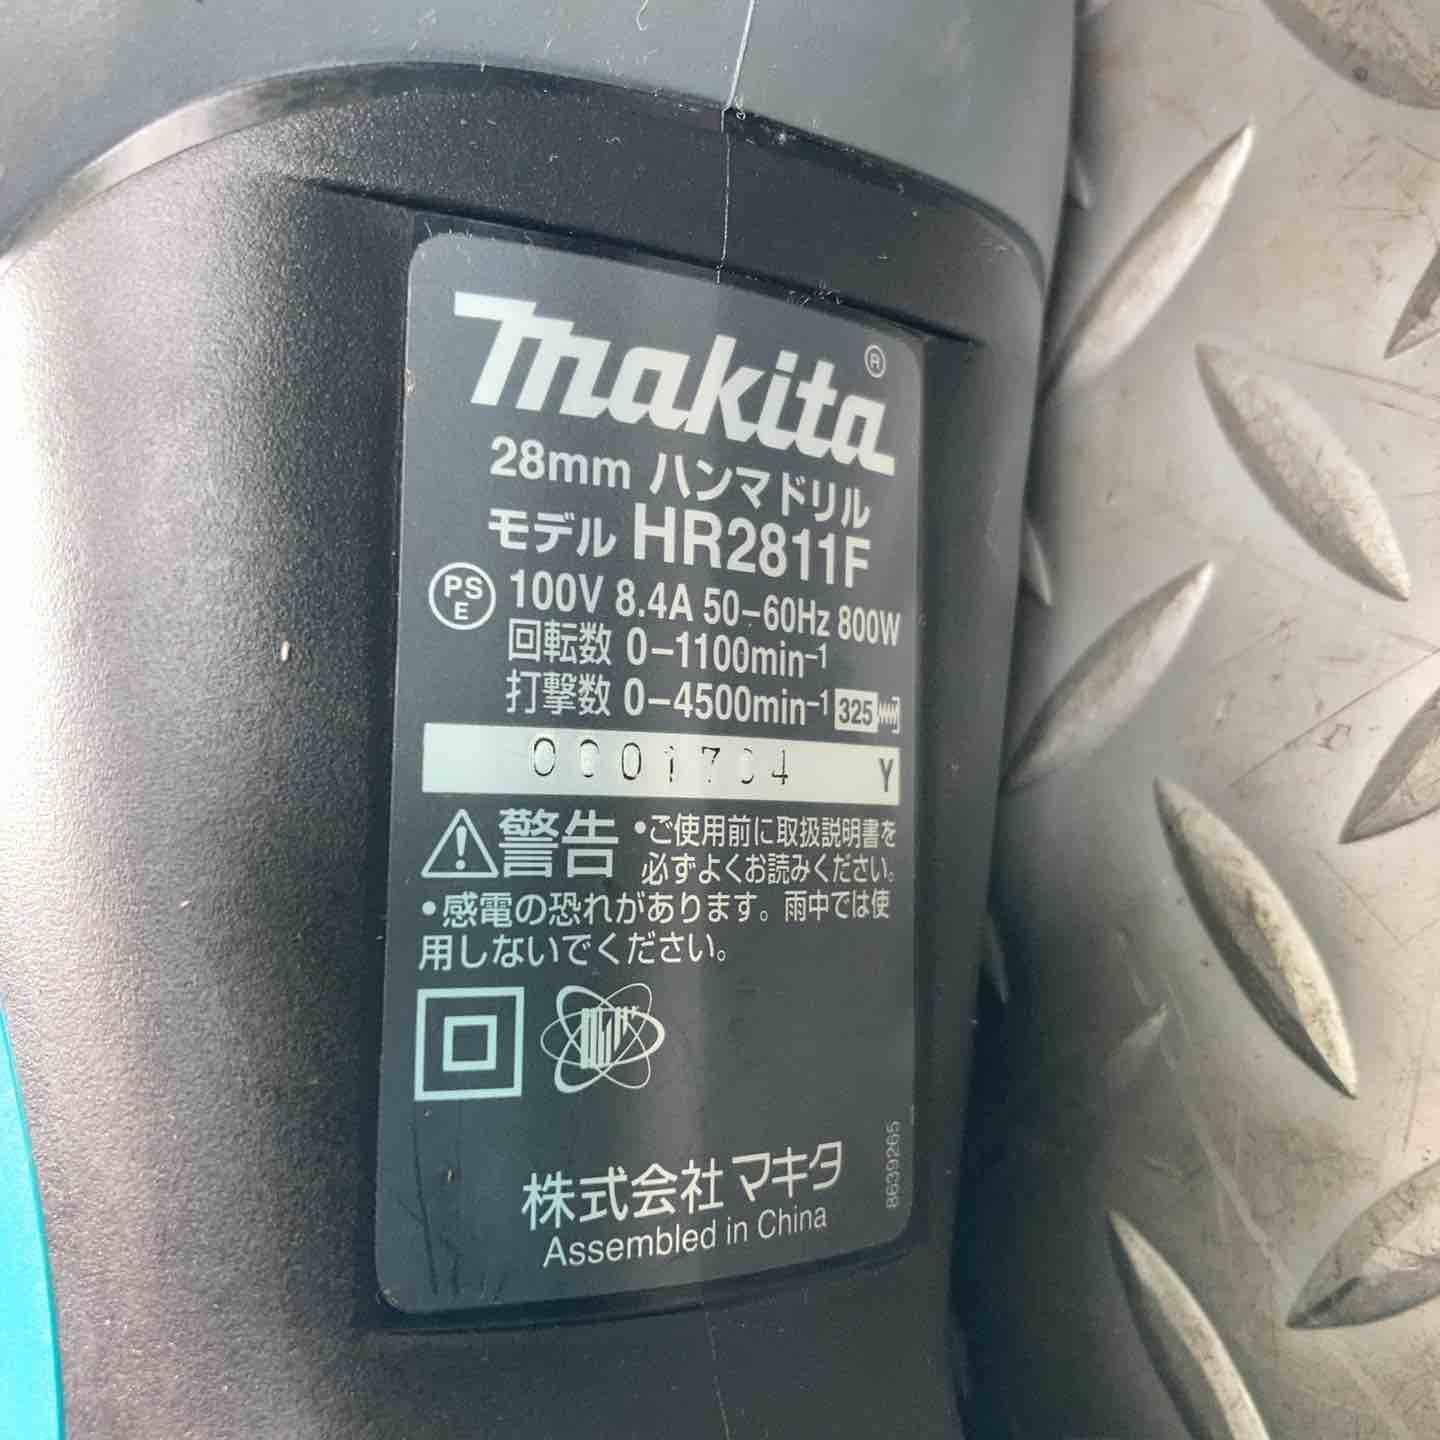 makita®
28mm ハンマドリル
モデル HR2811F
PS E 100V 8.4A 50–60Hz 800W
回転数 0–1100min⁻¹
打撃数 0–4500min⁻¹ 325
Y
警告 •ご使用前に取扱説明書を
必ずよくお読みください。
•感電の恐れがあります。雨中では使
用しないでください。
株式会社 マキタ
Assembled in China
8639265